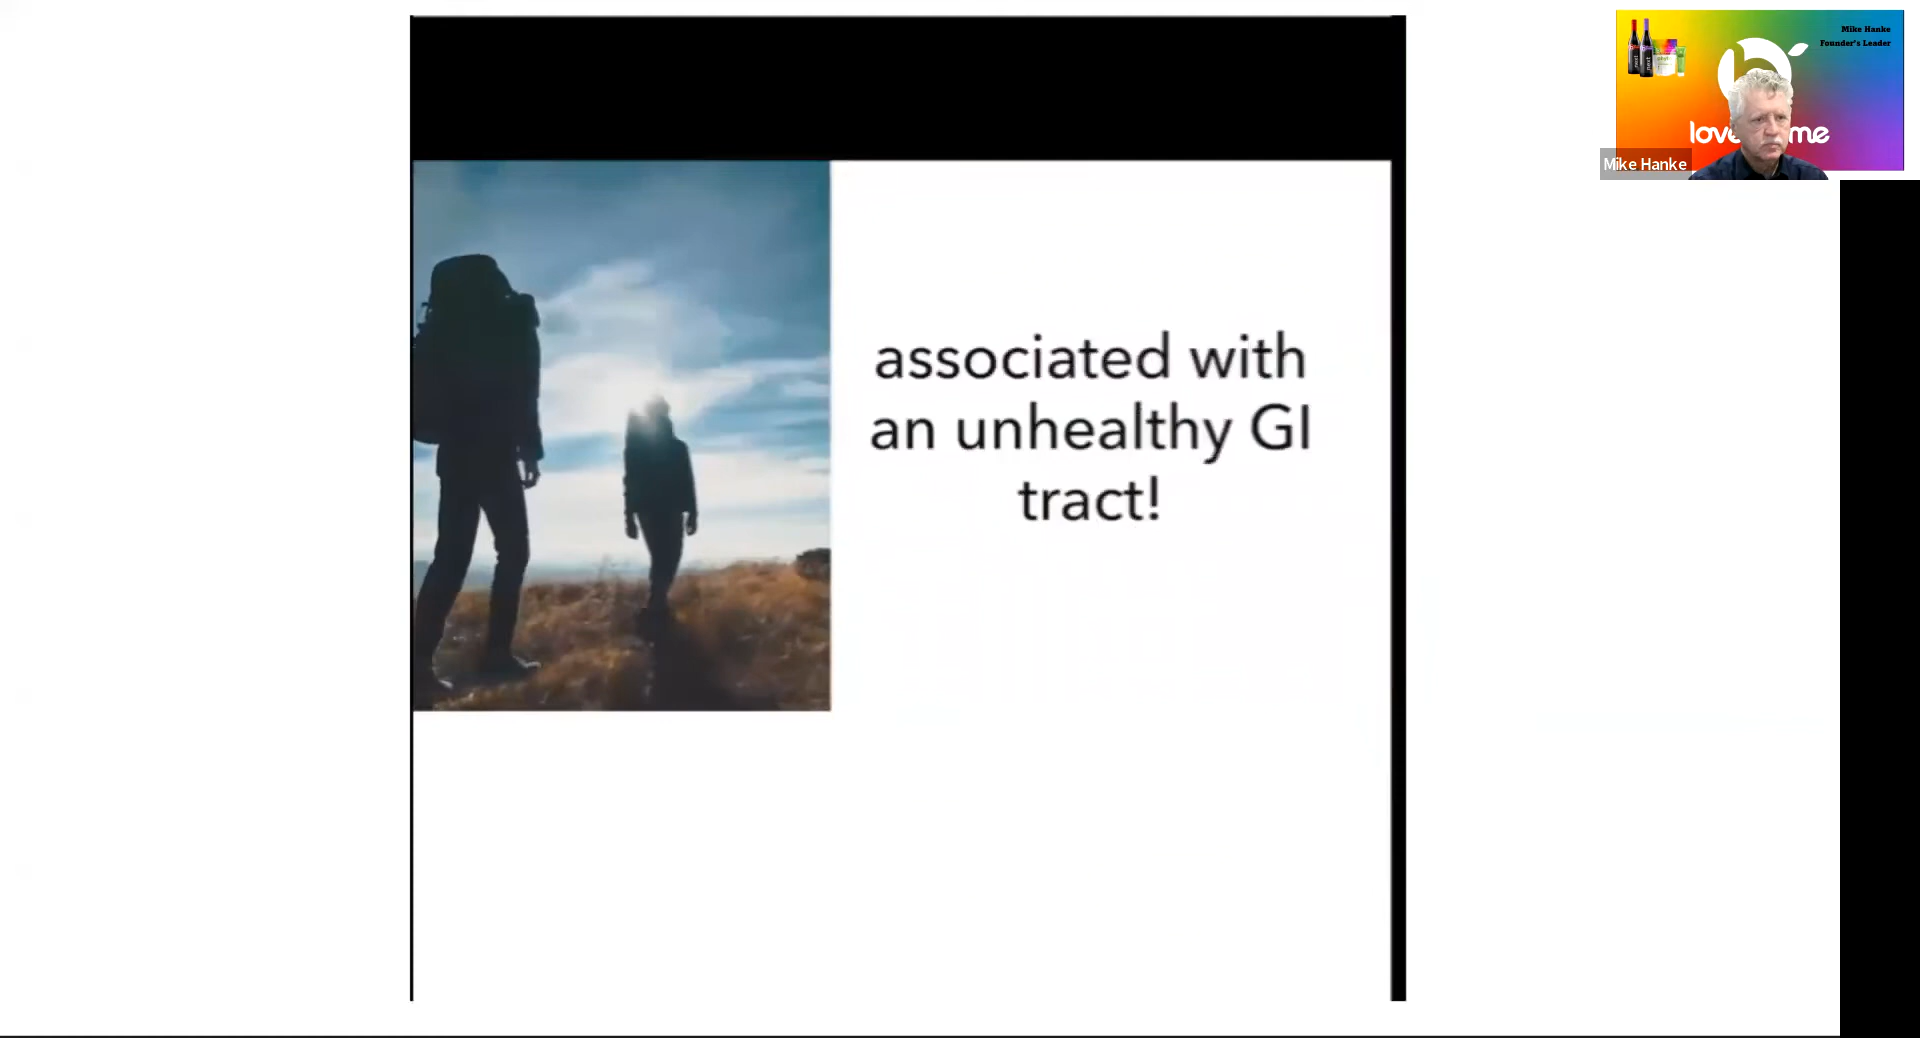 Mike Hanke
Founder's Leader
Mike Hanke
associated with
an unhealthy GI
tract!